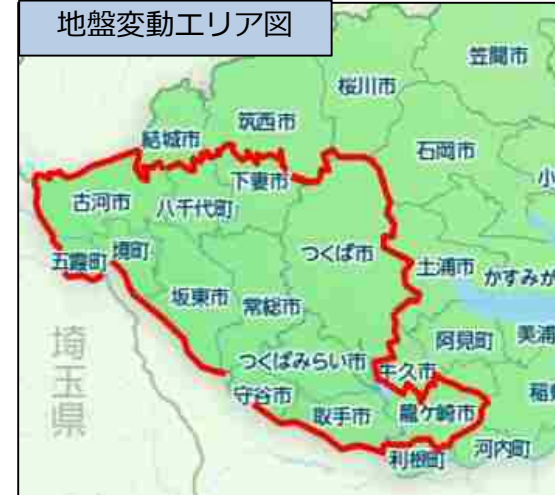 地盤変動エリア図
笠間市
桜川市
筑西市
結城市
石岡市
小
下妻市
古河市
八千代町
つくば市
五霞町
境町
土浦市
かすみが
坂東市
常総市
阿見町
美浦
埼玉県
つくばみらい市
牛久市
稲
守谷市
取手市
龍ケ崎市
利根町
河内町